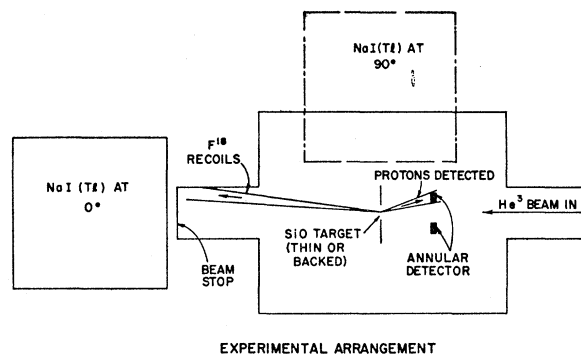 NaI(Tℓ) AT
90°
F¹⁸
RECOILS
PROTONS DETECTED
NaI(Tℓ) AT
0°
He³ BEAM IN
SiO TARGET
(THIN OR
BACKED)
ANNULAR
DETECTOR
BEAM
STOP
EXPERIMENTAL ARRANGEMENT